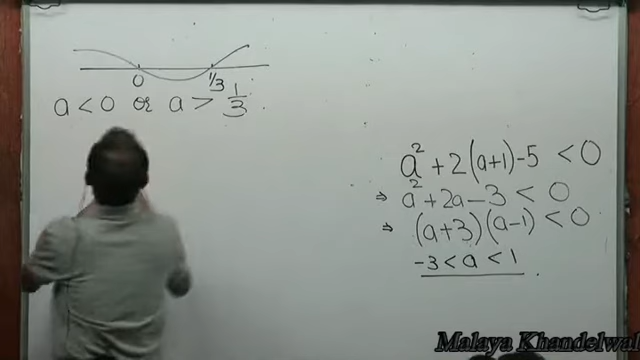 0 1/3
a < 0 or a > 1/3 .
a² + 2(a+1) - 5 < 0
⇒ a² + 2a - 3 < 0
⇒ (a+3)(a-1) < 0
-3 < a < 1 .
Malaya Khandelwal